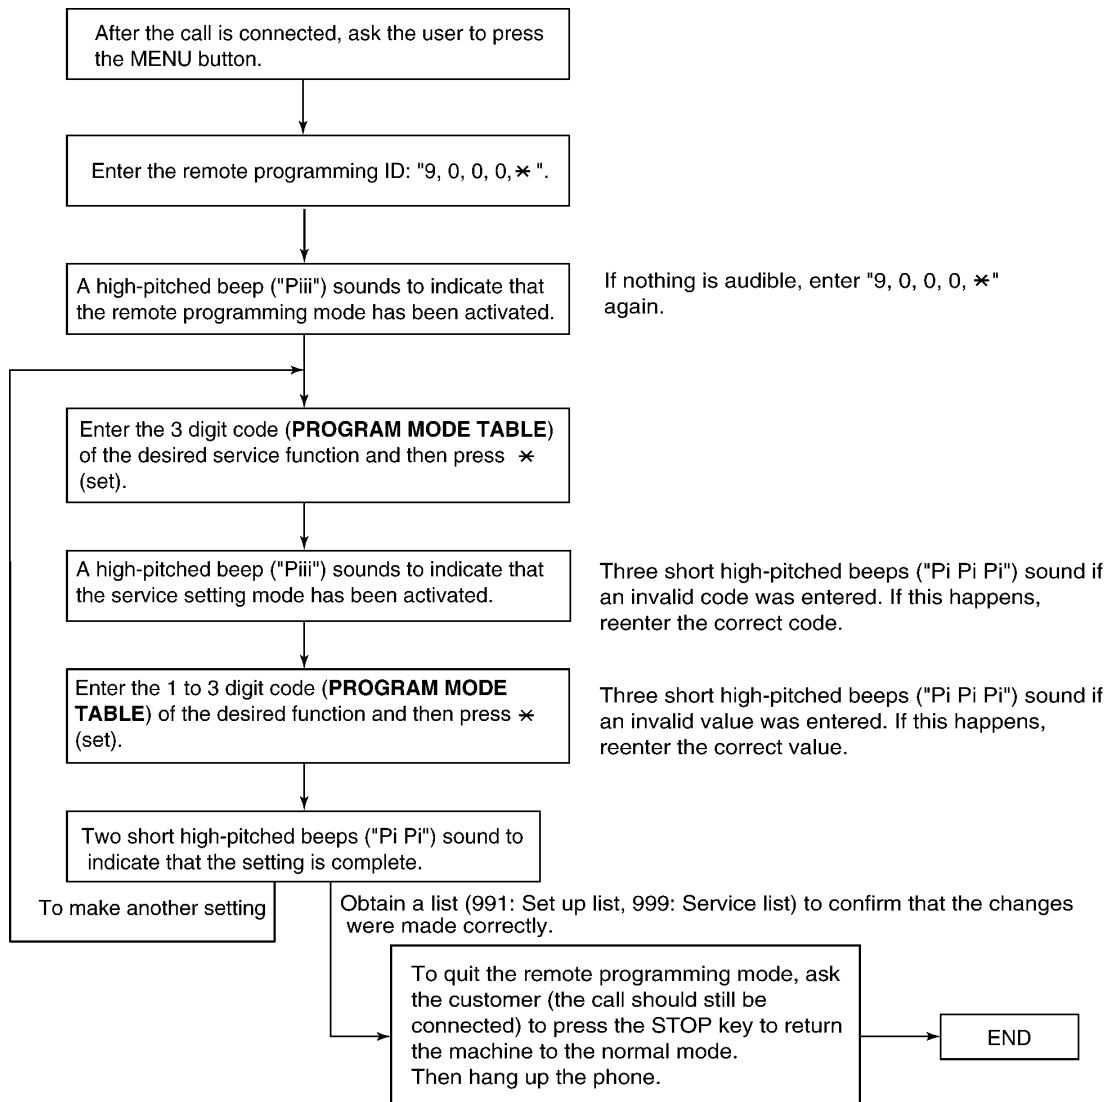 After the call is connected, ask the user to press
the MENU button.
Enter the remote programming ID: "9, 0, 0, 0, * ".
A high-pitched beep ("Piii") sounds to indicate that
the remote programming mode has been activated.
If nothing is audible, enter "9, 0, 0, 0, *"
again.
Enter the 3 digit code (PROGRAM MODE TABLE)
of the desired service function and then press *
(set).
A high-pitched beep ("Piii") sounds to indicate that
the service setting mode has been activated.
Three short high-pitched beeps ("Pi Pi Pi") sound if
an invalid code was entered. If this happens,
reenter the correct code.
Enter the 1 to 3 digit code (PROGRAM MODE
TABLE) of the desired function and then press *
(set).
Three short high-pitched beeps ("Pi Pi Pi") sound if
an invalid value was entered. If this happens,
reenter the correct value.
Two short high-pitched beeps ("Pi Pi") sound to
indicate that the setting is complete.
To make another setting
Obtain a list (991: Set up list, 999: Service list) to confirm that the changes
were made correctly.
To quit the remote programming mode, ask
the customer (the call should still be
connected) to press the STOP key to return
the machine to the normal mode.
Then hang up the phone.
END